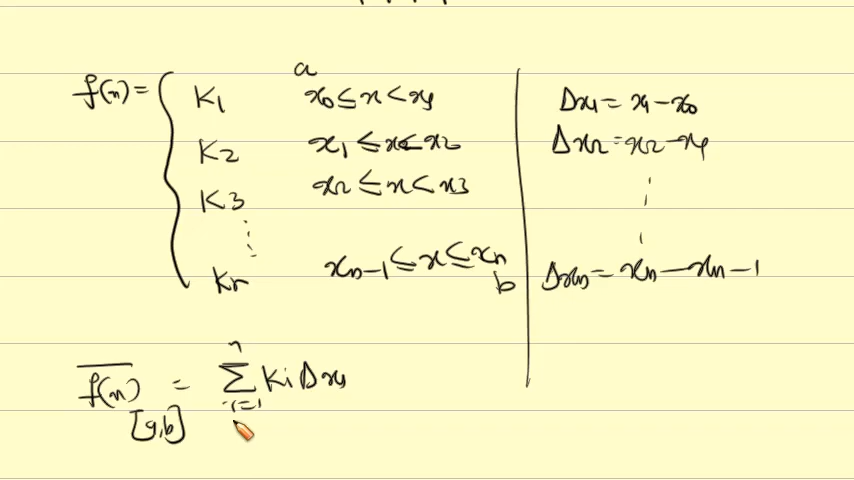 a
f(n) = { K1 x0 ≤ x < x1 Δx1 = x1 - x0
K2 x1 ≤ x < x2 Δx2 = x2 - x1
K3 x2 ≤ x < x3
Kn xn-1 ≤ x ≤ xn Δxn = xn - xn-1
b
f(n) = Σ Ki Δxi
n
i=1
[a,b]